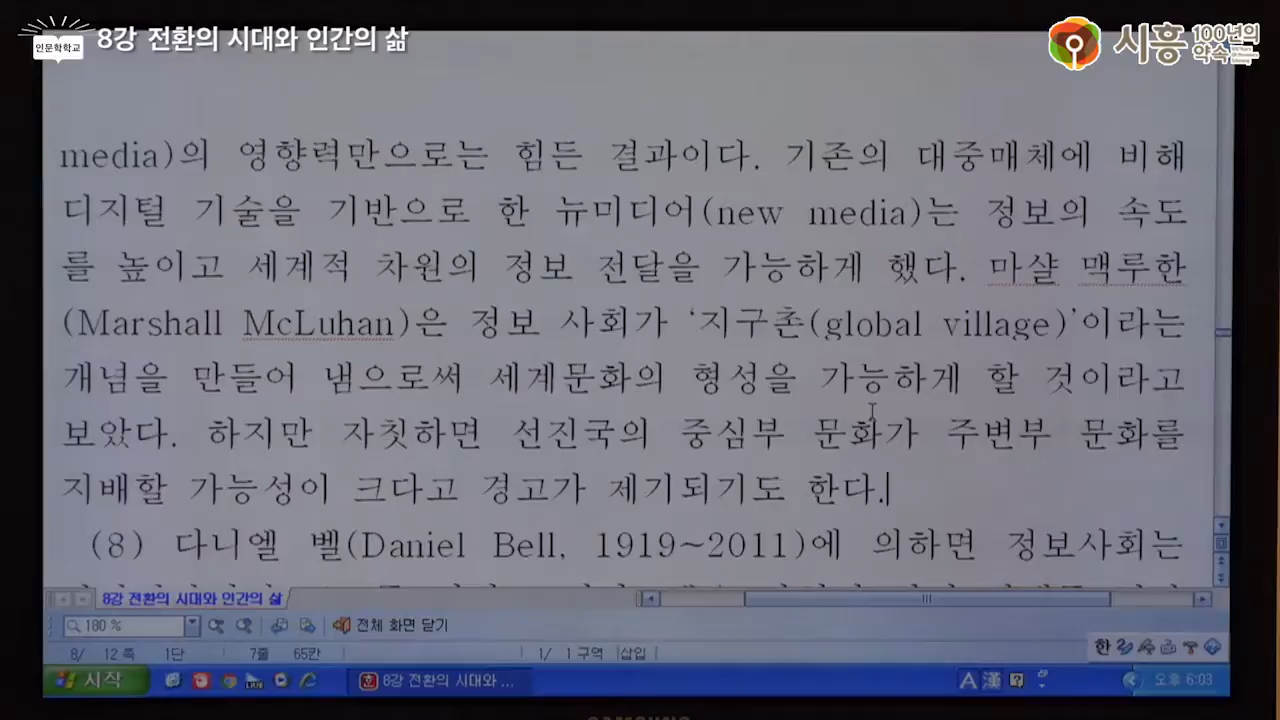 인문학학교
8강 전환의 시대와 인간의 삶
시흥 100년의 약속
media)의 영향력만으로는 힘든 결과이다. 기존의 대중매체에 비해
디지털 기술을 기반으로 한 뉴미디어(new media)는 정보의 속도
를 높이고 세계적 차원의 정보 전달을 가능하게 했다. 마샬 맥루한
(Marshall McLuhan)은 정보 사회가 ‘지구촌(global village)’이라는
개념을 만들어 냄으로써 세계문화의 형성을 가능하게 할 것이라고
보았다. 하지만 자칫하면 선진국의 중심부 문화가 주변부 문화를
지배할 가능성이 크다고 경고가 제기되기도 한다.
(8) 다니엘 벨(Daniel Bell, 1919~2011)에 의하면 정보사회는
8강 전환의 시대와 인간의 삶
180 % 전체 화면 닫기
8/ 12 쪽 1단 7줄 65칸 1/ 1 구역 삽입 한
시작 8강 전환의 시대와 ... A 漢 오후 6:03
SAMSUNG